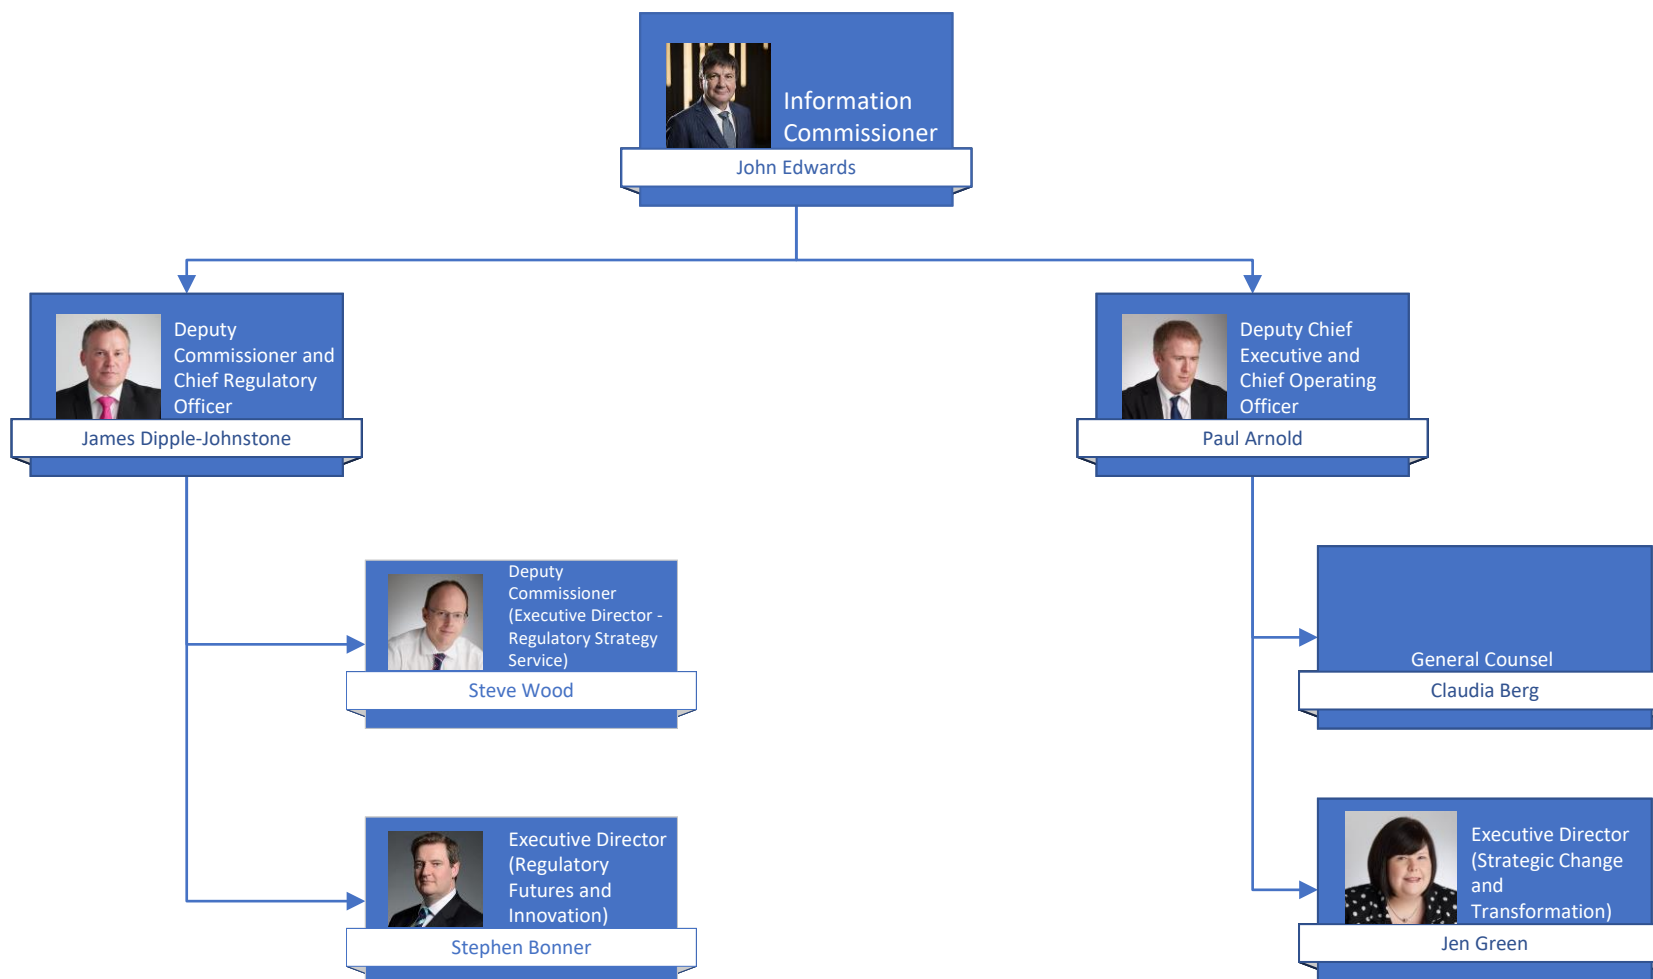 Information
Commissioner
John Edwards
Deputy
Commissioner and
Chief Regulatory
Officer
James Dipple-Johnstone
Deputy Chief
Executive and
Chief Operating
Officer
Paul Arnold
Deputy
Commissioner
(Executive Director -
Regulatory Strategy
Service)
Steve Wood
General Counsel
Claudia Berg
Executive Director
(Regulatory
Futures and
Innovation)
Stephen Bonner
Executive Director
(Strategic Change
and
Transformation)
Jen Green